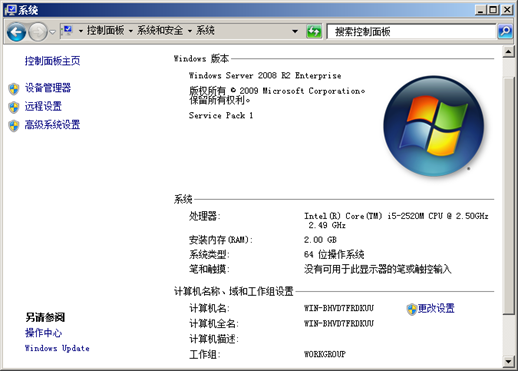 系统
控制面板 系统和安全 系统
搜索控制面板
控制面板主页
设备管理器
远程设置
高级系统设置
另请参阅
操作中心
Windows Update
Windows 版本
Windows Server 2008 R2 Enterprise
版权所有 © 2009 Microsoft Corporation。
保留所有权利。
Service Pack 1
系统
处理器: Intel(R) Core(TM) i5-2520M CPU @ 2.50GHz
2.49 GHz
安装内存(RAM): 2.00 GB
系统类型: 64 位操作系统
笔和触摸: 没有可用于此显示器的笔或触控输入
计算机名称、域和工作组设置
计算机名: WIN-BMVD7FRDKUU 更改设置
计算机全名: WIN-BMVD7FRDKUU
计算机描述:
工作组: WORKGROUP